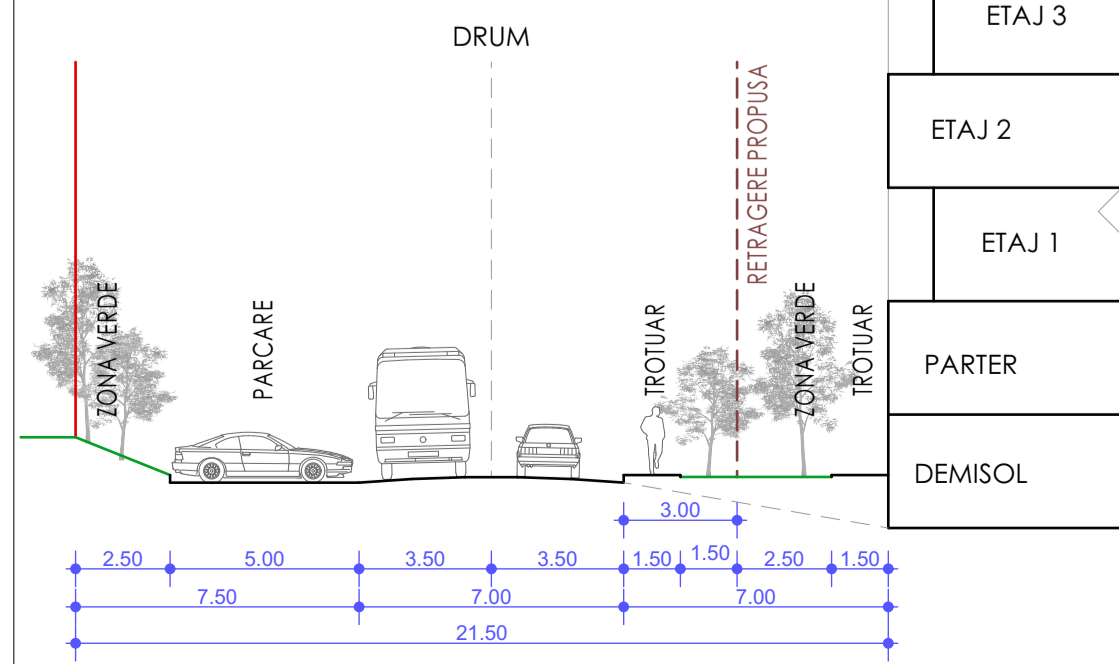 ETAJ 3
DRUM
ETAJ 2
RETRAGERE PROPUSA
ETAJ 1
ZONA VERDE
PARCARE
TROTUAR
ZONA VERDE
TROTUAR
PARTER
DEMISOL
3.00
2.50 5.00 3.50 3.50 1.50 1.50 2.50 1.50
7.50 7.00 7.00
21.50